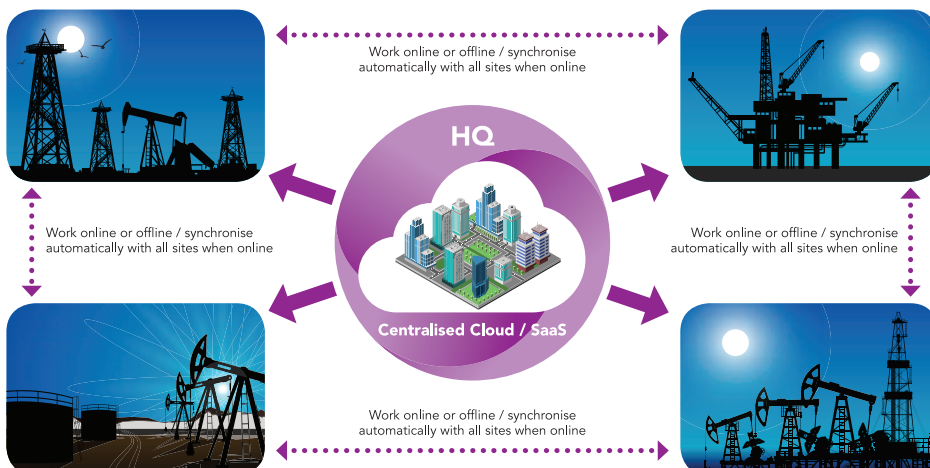 Work online or offline / synchronise
automatically with all sites when online
HQ
Work online or offline / synchronise
automatically with all sites when online
Work online or offline / synchronise
automatically with all sites when online
Centralised Cloud / SaaS
Work online or offline / synchronise
automatically with all sites when online